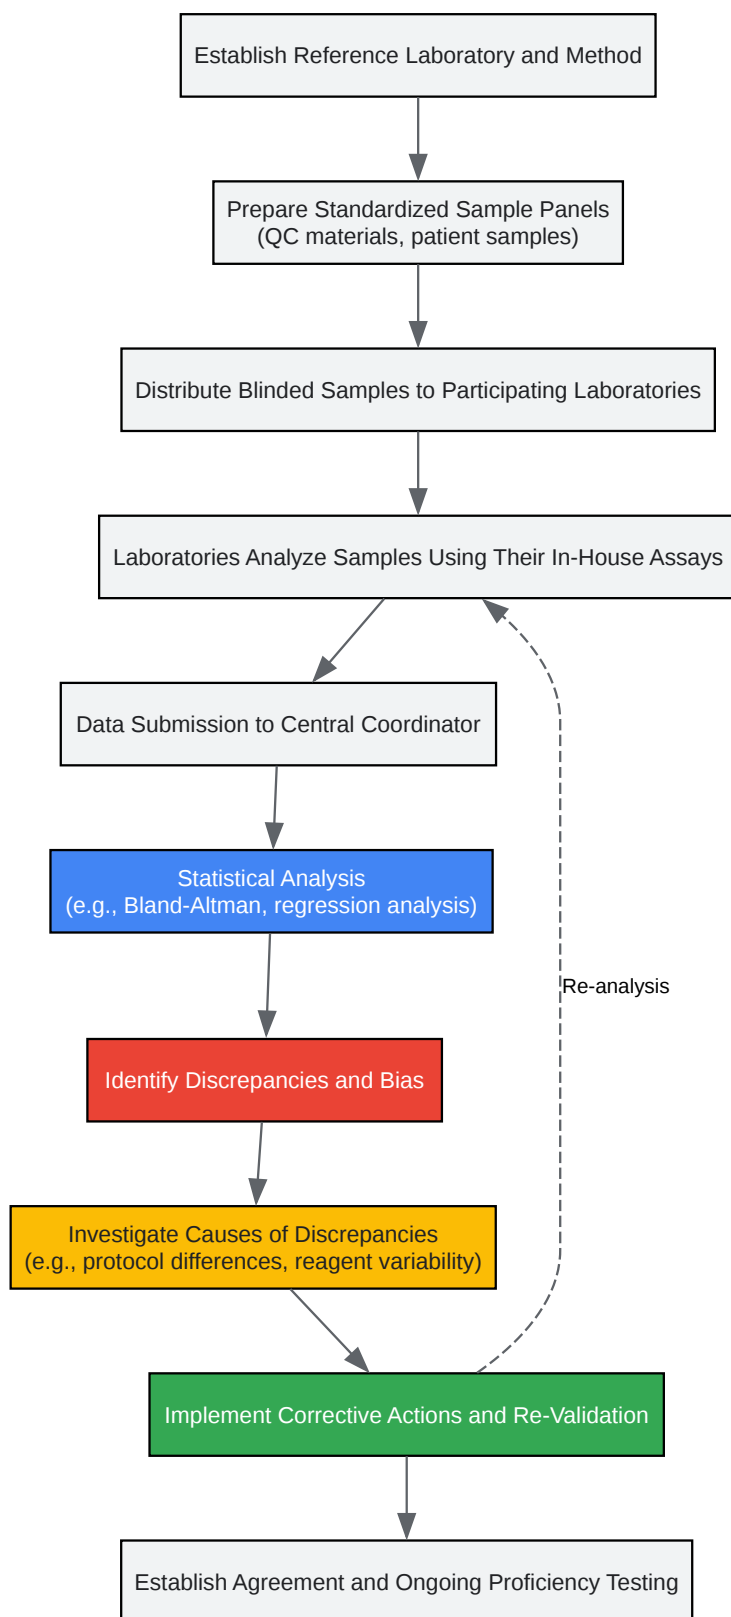 Establish Reference Laboratory and Method
Prepare Standardized Sample Panels
(QC materials, patient samples)
Distribute Blinded Samples to Participating Laboratories
Laboratories Analyze Samples Using Their In-House Assays
Data Submission to Central Coordinator
Statistical Analysis
(e.g., Bland-Altman, regression analysis)
Re-analysis
Identify Discrepancies and Bias
Investigate Causes of Discrepancies
(e.g., protocol differences, reagent variability)
Implement Corrective Actions and Re-Validation
Establish Agreement and Ongoing Proficiency Testing